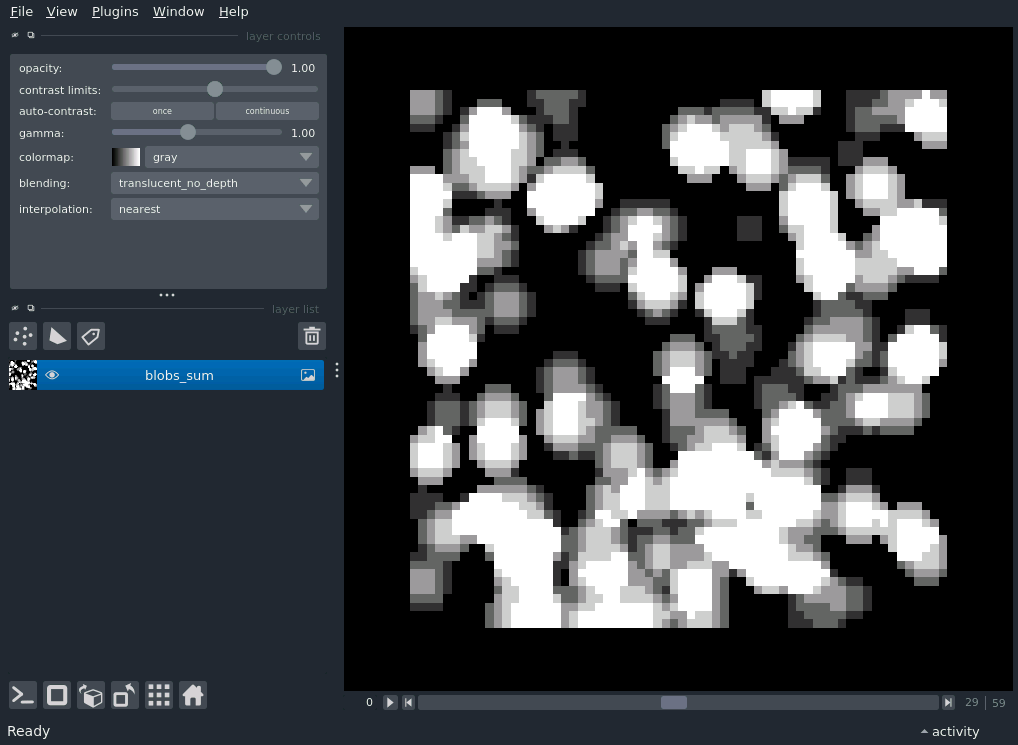 File View Plugins Window Help
layer controls
opacity: 1.00
contrast limits:
auto-contrast: once continuous
gamma: 1.00
colormap: gray
blending: translucent_no_depth
interpolation: nearest
layer list
blobs_sum
0 29 | 59
Ready activity